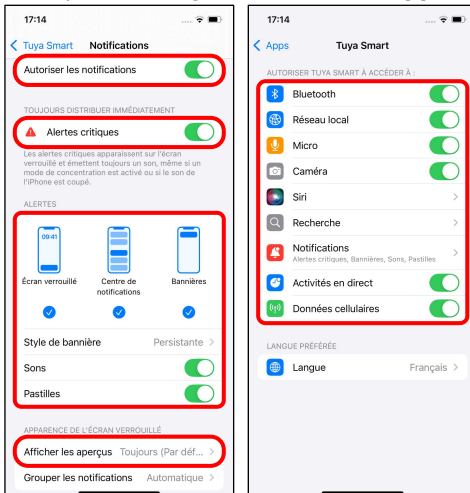 17:14
Tuya Smart
Notifications
Autoriser les notifications
TOUJOURS DISTRIBUER IMMÉDIATEMENT
Alertes critiques
Les alertes critiques apparaissent sur l'écran
verrouillé et émettent toujours un son, même si un
mode de concentration est activé ou si le son de
l'iPhone est coupé.
ALERTES
09:41
Écran verrouillé
Centre de
notifications
Bannières
Style de bannière Persistante
Sons
Pastilles
APPARENCE DE L'ÉCRAN VERROUILLÉ
Afficher les aperçus Toujours (Par déf...
Grouper les notifications Automatique
17:14
Apps
Tuya Smart
AUTORISER TUYA SMART À ACCÉDER À :
Bluetooth
Réseau local
Micro
Caméra
Siri
Recherche
Notifications
Alertes critiques, Bannières, Sons, Pastilles
Activités en direct
Données cellulaires
LANGUE PRÉFÉRÉE
Langue Français